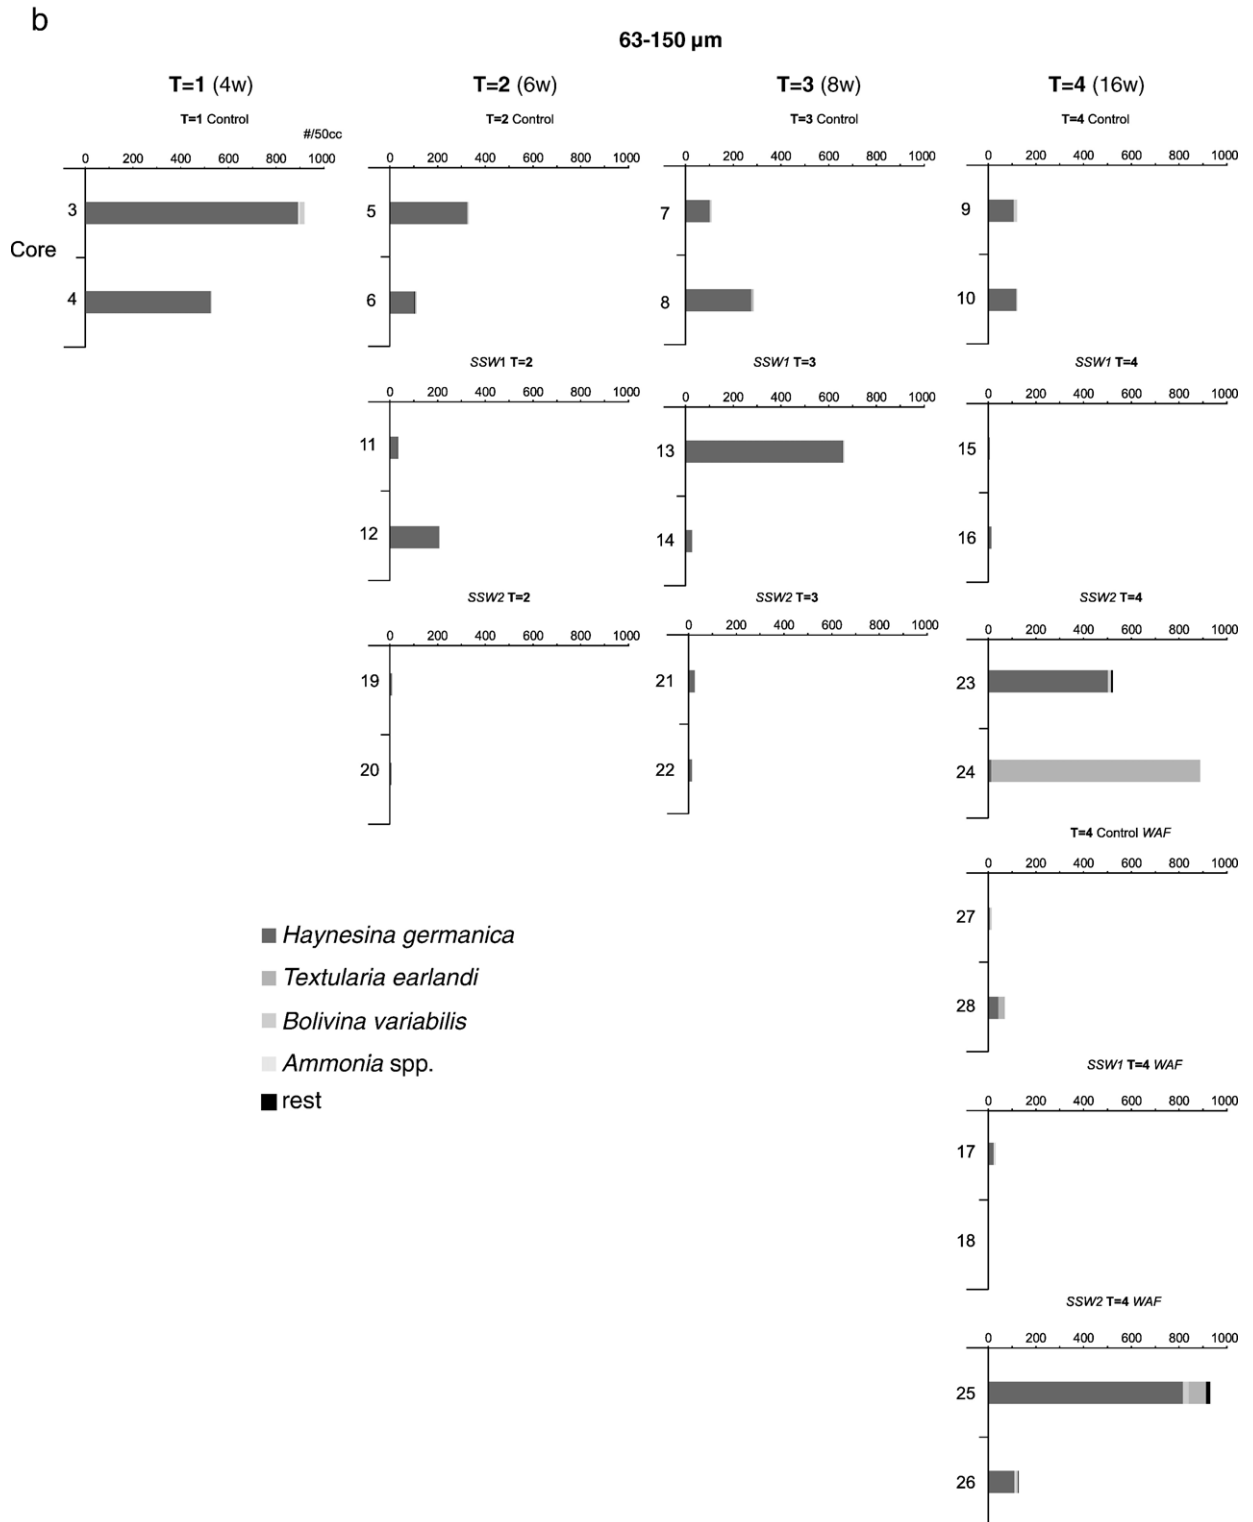 b
63-150 µm
T=1 (4w) T=2 (6w) T=3 (8w) T=4 (16w)
T=1 Control T=2 Control T=3 Control T=4 Control
#/50cc
0 200 400 600 800 1000 0 200 400 600 800 1000 0 200 400 600 800 1000 0 200 400 600 800 1000
3 5 7 9
Core
4 6 8 10
SSW1 T=2 SSW1 T=3 SSW1 T=4
0 200 400 600 800 1000 0 200 400 600 800 1000 0 200 400 600 800 1000
11 13 15
12 14 16
SSW2 T=2 SSW2 T=3 SSW2 T=4
0 200 400 600 800 1000 0 200 400 600 800 1000 0 200 400 600 800 1000
19 21 23
20 22 24
T=4 Control WAF
0 200 400 600 800 1000
27
28
Haynesina germanica
Textularia earlandi
Bolivina variabilis
Ammonia spp.
rest
SSW1 T=4 WAF
0 200 400 600 800 1000
17
18
SSW2 T=4 WAF
0 200 400 600 800 1000
25
26